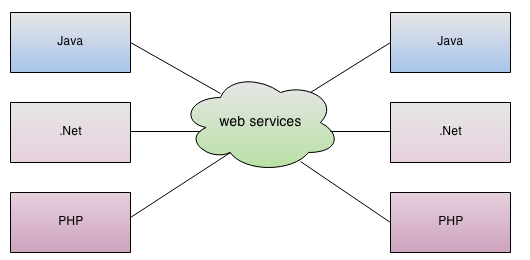 Java
Java
web services
.Net
.Net
PHP
PHP